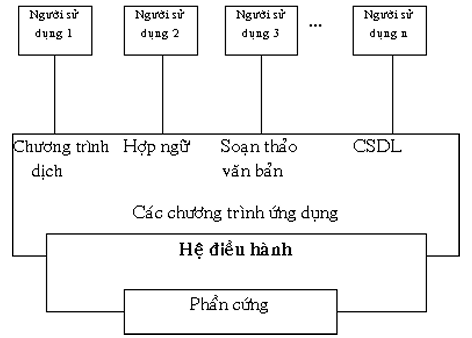 Người sử
dụng 1
Người sử
dụng 2
Người sử
dụng 3
...
Người sử
dụng n
Chương trình
dịch
Hợp ngữ
Soạn thảo
văn bản
CSDL
Các chương trình ứng dụng
Hệ điều hành
Phần cứng